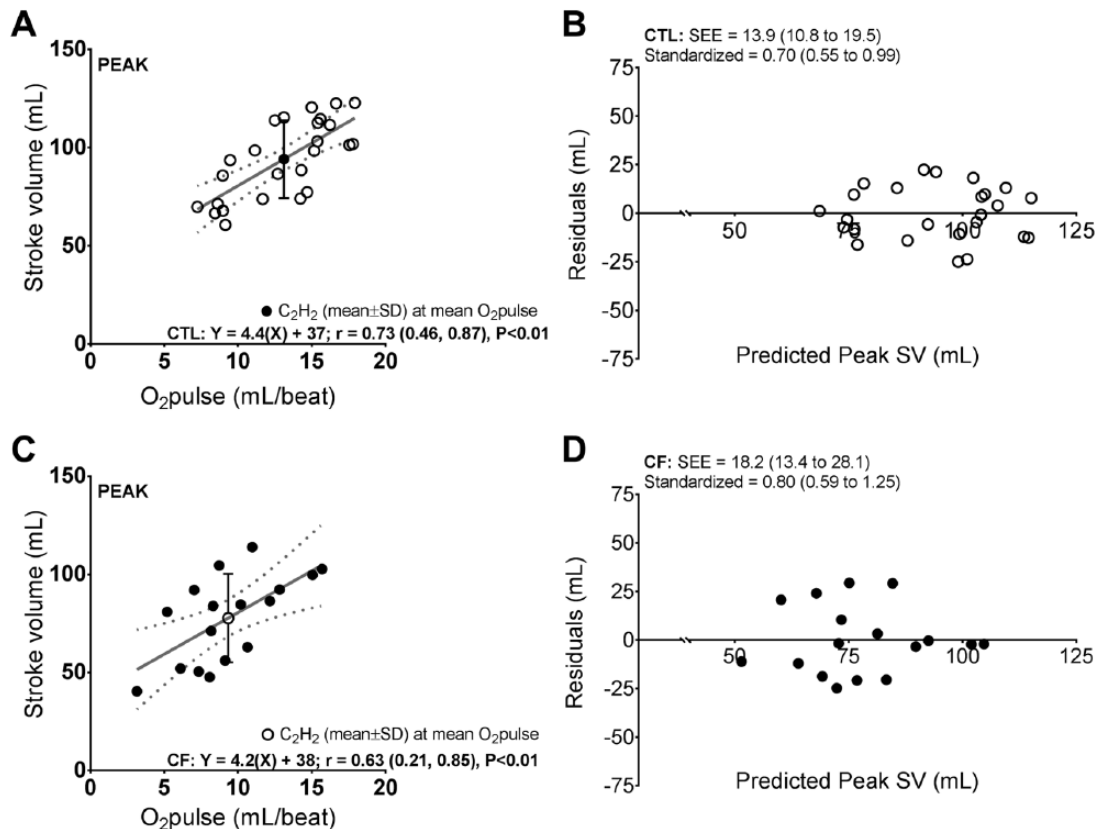 A
PEAK
Stroke volume (mL)
150
100
50
0
C₂H₂ (mean±SD) at mean O₂pulse
CTL: Y = 4.4(X) + 37; r = 0.73 (0.46, 0.87), P<0.01
0 5 10 15 20
O₂pulse (mL/beat)
B
CTL: SEE = 13.9 (10.8 to 19.5)
Standardized = 0.70 (0.55 to 0.99)
Residuals (mL)
75
50
25
0
-25
-50
-75
50 75 100 125
Predicted Peak SV (mL)
C
PEAK
Stroke volume (mL)
150
100
50
0
C₂H₂ (mean±SD) at mean O₂pulse
CF: Y = 4.2(X) + 38; r = 0.63 (0.21, 0.85), P<0.01
0 5 10 15 20
O₂pulse (mL/beat)
D
CF: SEE = 18.2 (13.4 to 28.1)
Standardized = 0.80 (0.59 to 1.25)
Residuals (mL)
75
50
25
0
-25
-50
-75
50 75 100 125
Predicted Peak SV (mL)